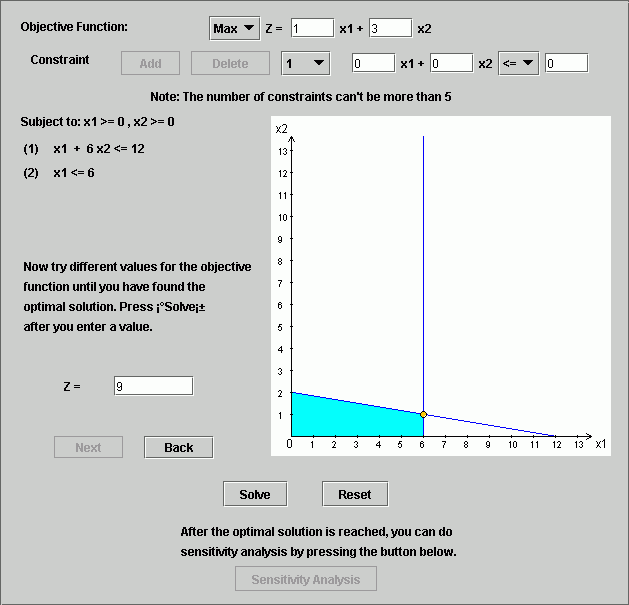 Objective Function: Max Z = 1 x1 + 3 x2
Constraint Add Delete 1 0 x1 + 0 x2 <= 0
Note: The number of constraints can't be more than 5
Subject to: x1 >= 0 , x2 >= 0
(1) x1 + 6 x2 <= 12
(2) x1 <= 6
Now try different values for the objective
function until you have found the
optimal solution. Press ¡°Solve¡±
after you enter a value.
Z = 9
Next Back
x2
13
12
11
10
9
8
7
6
5
4
3
2
1
0 1 2 3 4 5 6 7 8 9 10 11 12 13 x1
Solve Reset
After the optimal solution is reached, you can do
sensitivity analysis by pressing the button below.
Sensitivity Analysis